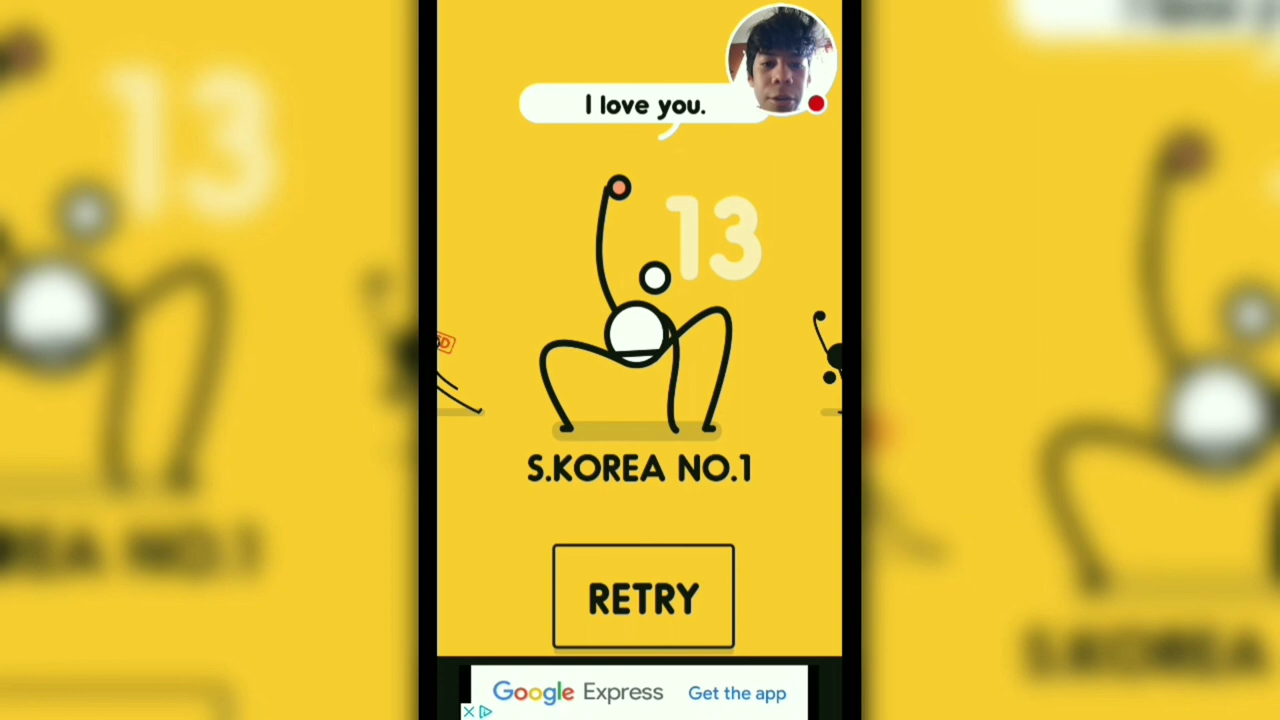 I love you.
13
S.KOREA NO.1
RETRY
Google Express Get the app